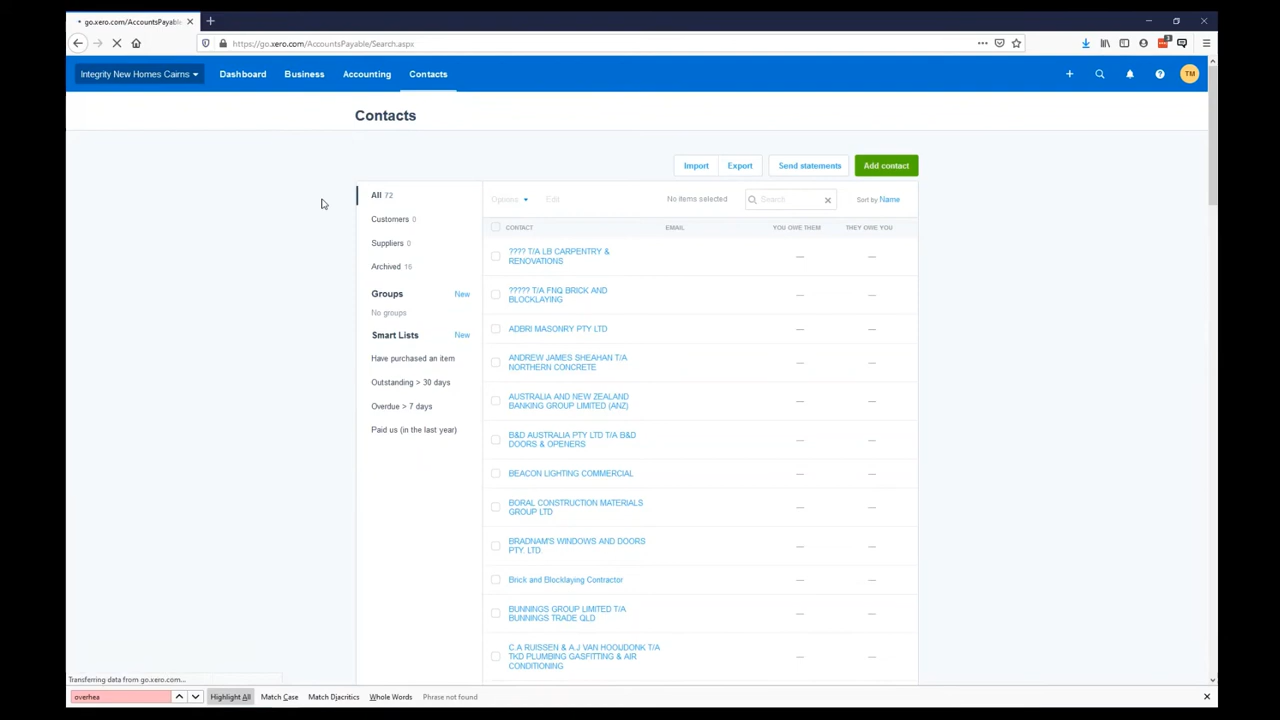 go.xero.com/AccountsPayable
https://go.xero.com/AccountsPayable/Search.aspx
Integrity New Homes Cairns
Dashboard
Business
Accounting
Contacts
TM
Contacts
Import
Export
Send statements
Add contact
All 72
Customers 0
Suppliers 0
Archived 16
Groups New
No groups
Smart Lists New
Have purchased an item
Outstanding > 30 days
Overdue > 7 days
Paid us (in the last year)
Options
Edit
No items selected
Search
Sort by Name
CONTACT EMAIL YOU OWE THEM THEY OWE YOU
???? T/A LB CARPENTRY &
RENOVATIONS
????? T/A FNQ BRICK AND
BLOCKLAYING
ADBRI MASONRY PTY LTD
ANDREW JAMES SHEAHAN T/A
NORTHERN CONCRETE
AUSTRALIA AND NEW ZEALAND
BANKING GROUP LIMITED (ANZ)
B&D AUSTRALIA PTY LTD T/A B&D
DOORS & OPENERS
BEACON LIGHTING COMMERCIAL
BORAL CONSTRUCTION MATERIALS
GROUP LTD
BRADNAM'S WINDOWS AND DOORS
PTY. LTD
Brick and Blocklaying Contractor
BUNNINGS GROUP LIMITED T/A
BUNNINGS TRADE QLD
C.A RUISSEN & A.J VAN HOOIJDONK T/A
TKD PLUMBING GASFITTING & AIR
CONDITIONING
Transferring data from go.xero.com...
overhea
Highlight All
Match Case
Match Diacritics
Whole Words
Phrase not found